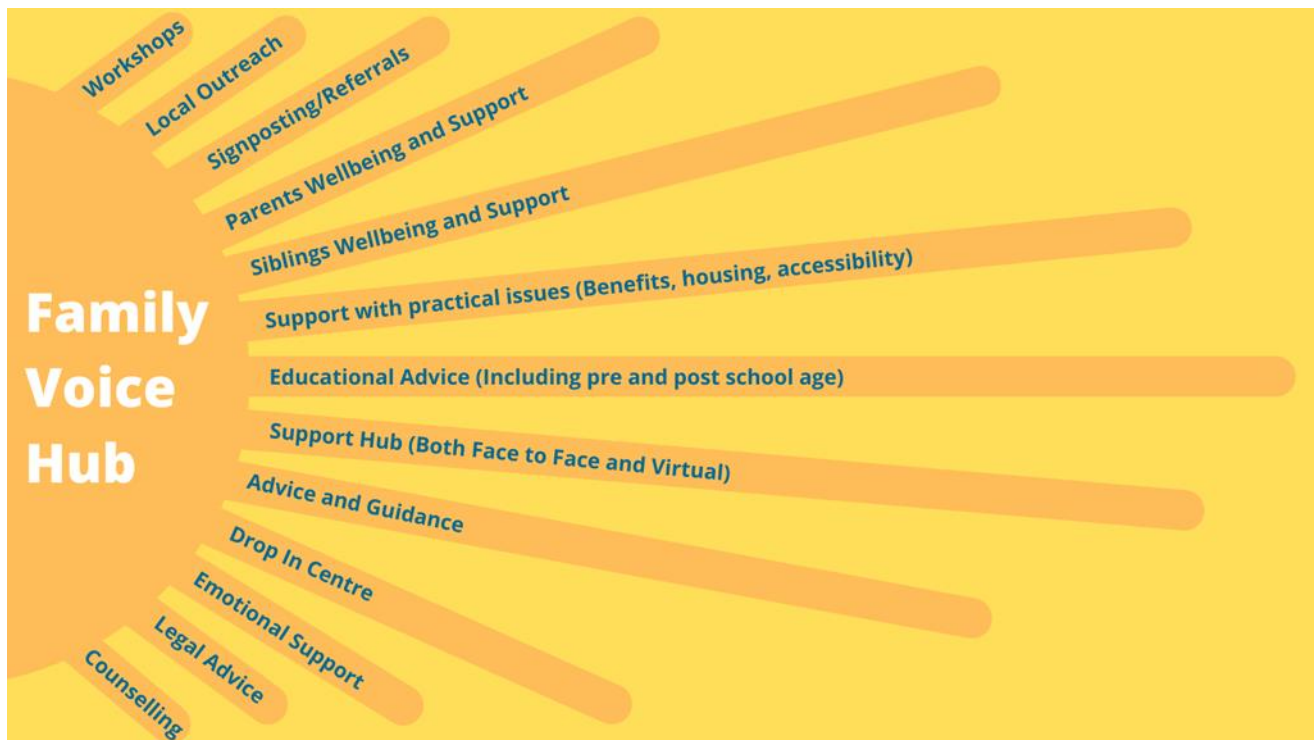 Family
Voice
Hub
Workshops
Local Outreach
Signposting/Referrals
Parents Wellbeing and Support
Siblings Wellbeing and Support
Support with practical issues (Benefits, housing, accessibility)
Educational Advice (Including pre and post school age)
Support Hub (Both Face to Face and Virtual)
Advice and Guidance
Drop In Centre
Emotional Support
Legal Advice
Counselling